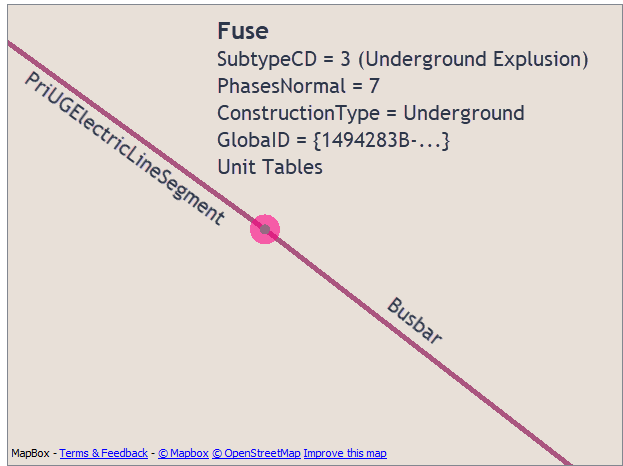 Fuse
SubtypeCD = 3 (Underground Explusion)
PhasesNormal = 7
ConstructionType = Underground
GlobaID = {1494283B-...}
Unit Tables
PriUGElectricLineSegment
Busbar
MapBox - Terms & Feedback - © Mapbox © OpenStreetMap Improve this map